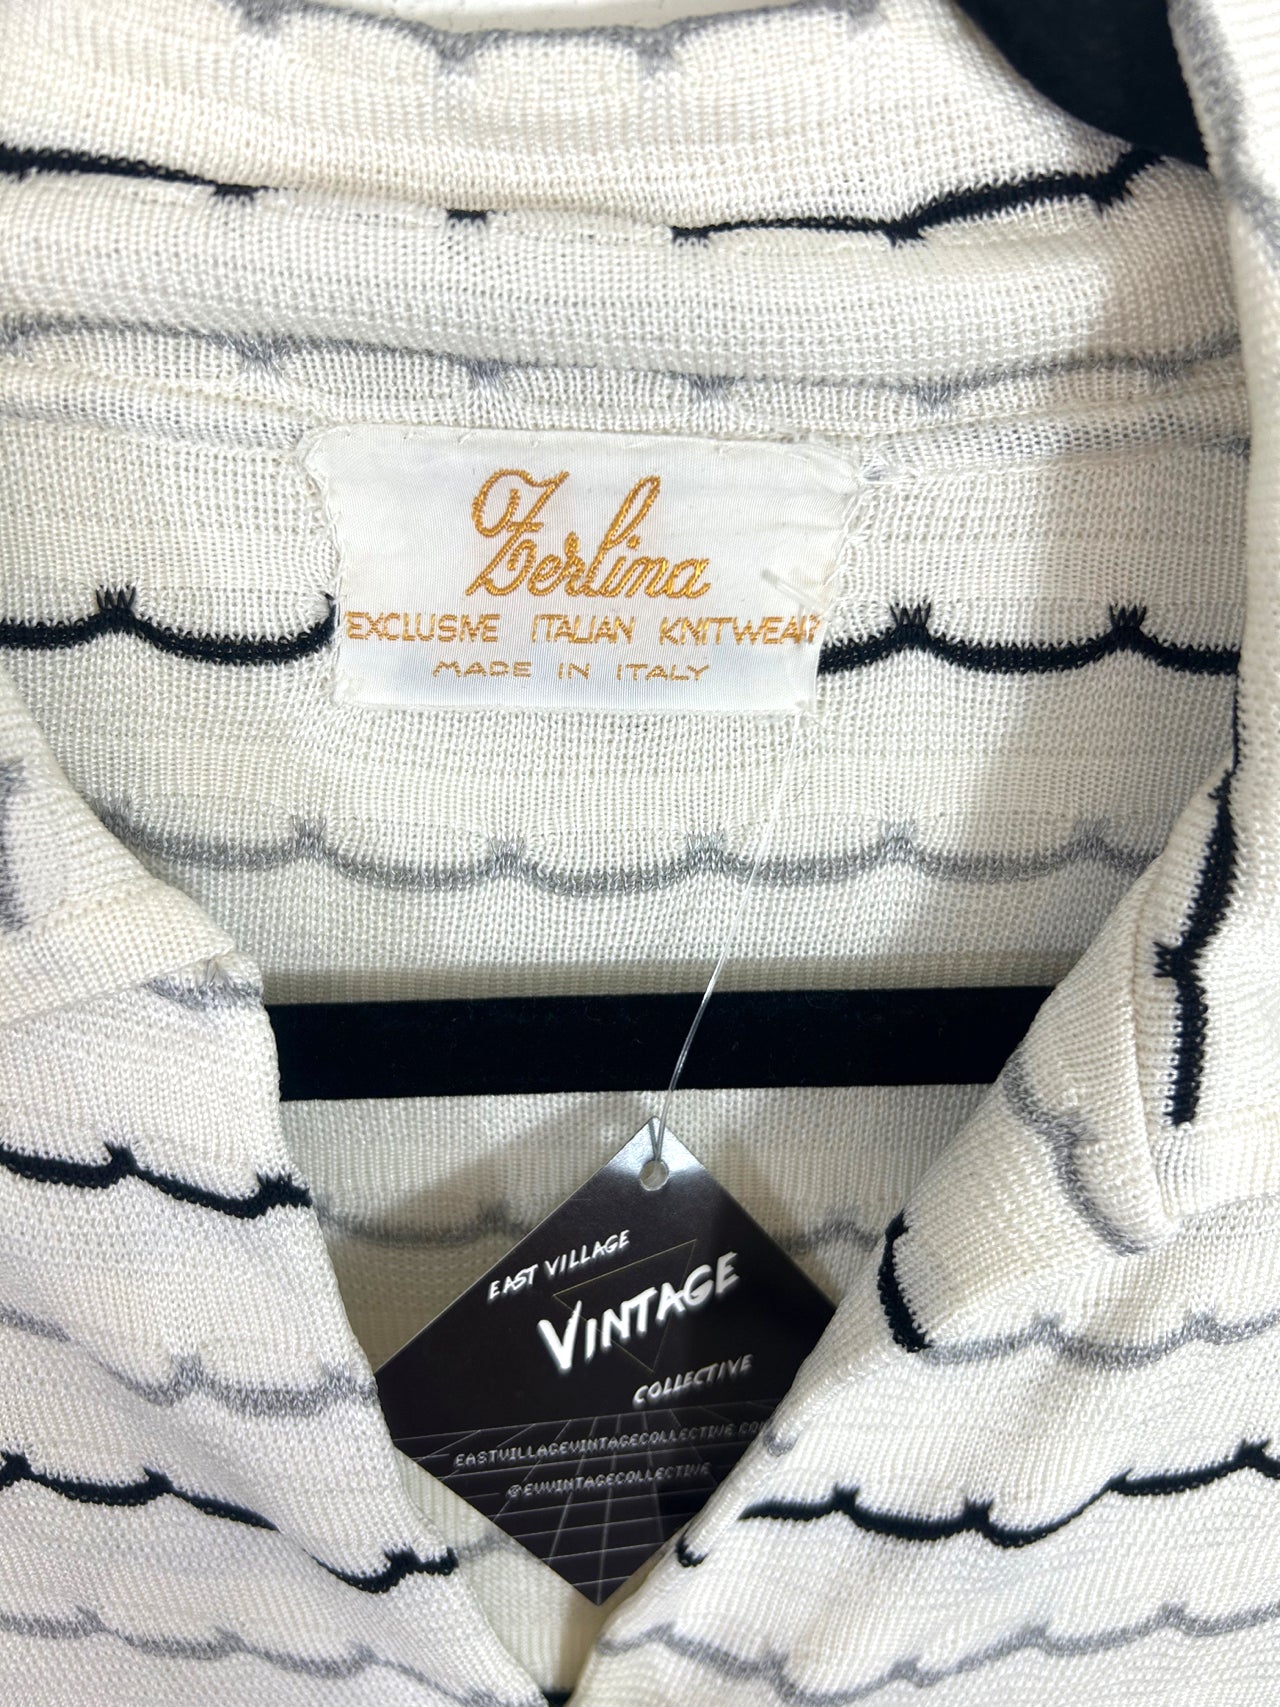 Zerlina
EXCLUSIVE ITALIAN KNITWEAR
MADE IN ITALY
EAST VILLAGE
VINTAGE
COLLECTIVE
EASTVILLAGEVINTAGECOLLECTIVE.COM
@EVVINTAGECOLLECTIVE